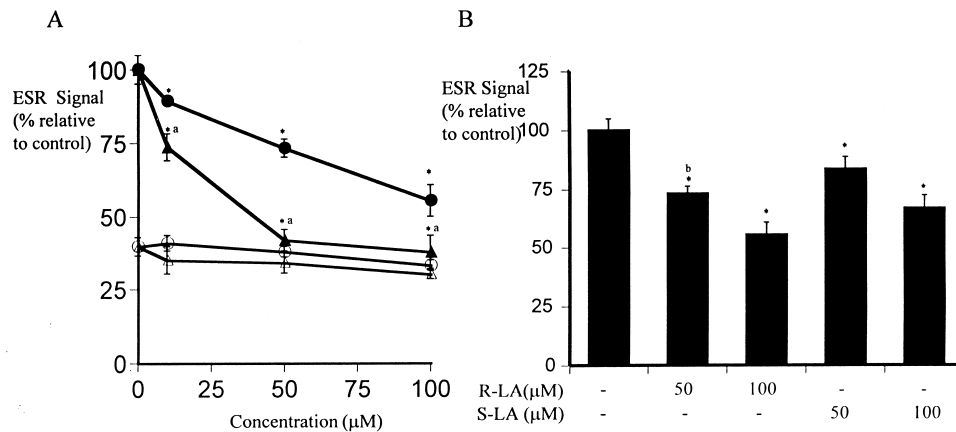 A
B
ESR Signal
(% relative
to control)
100
75
50
25
0
*
* a
*
* a
*
* a
0
25
50
75
100
Concentration (μM)
ESR Signal
(% relative
to control)
125
100
75
50
25
0
b
*
*
*
*
R-LA(μM) - 50 100 - -
S-LA (μM) - - - 50 100